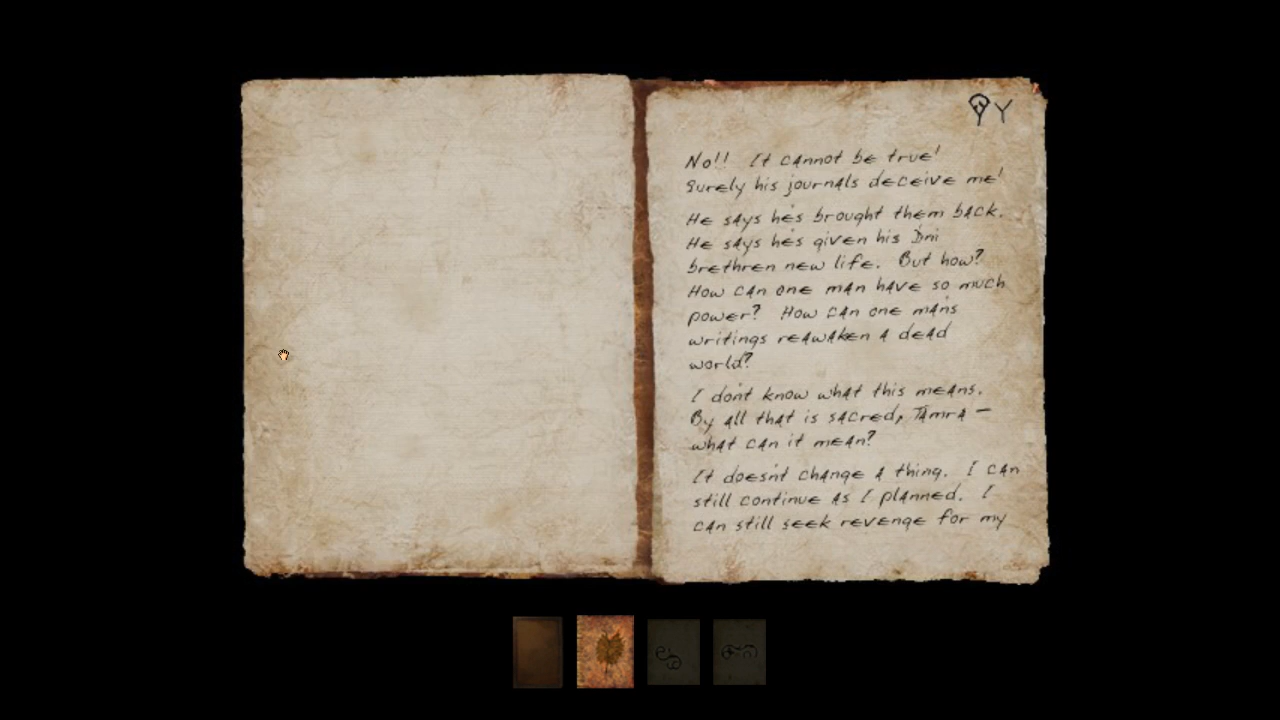 No!! It cannot be true!
Surely his journals deceive me!
He says he's brought them back.
He says he's given his Dni
brethren new life. But how?
How can one man have so much
power? How can one man's
writings reawaken a dead
world?
I don't know what this means.
By all that is sacred, Tamra —
what can it mean?
It doesn't change a thing. I can
still continue as I planned. I
can still seek revenge for my